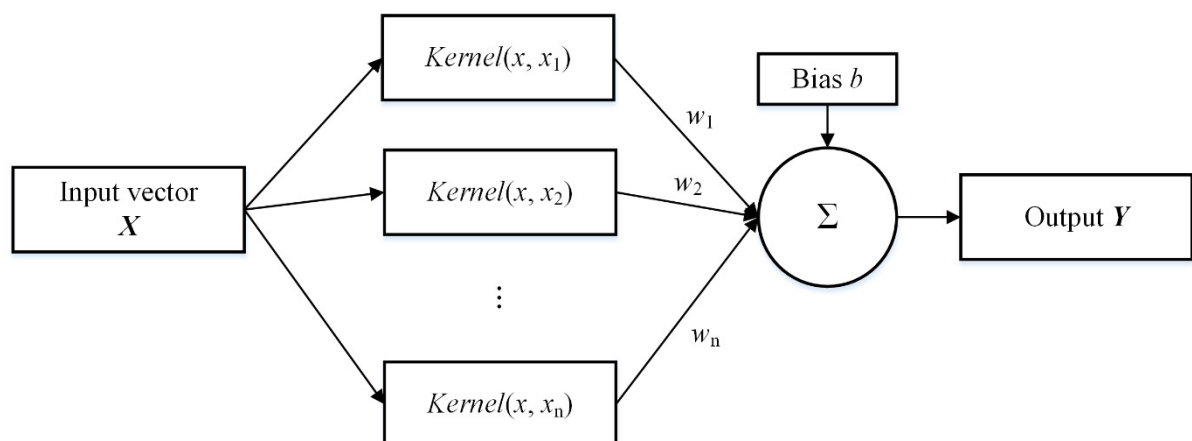 Kernel(x, x₁)
Bias b
w₁
Input vector
X
Kernel(x, x₂)
w₂
Σ
Output Y
⋮
wₙ
Kernel(x, xₙ)